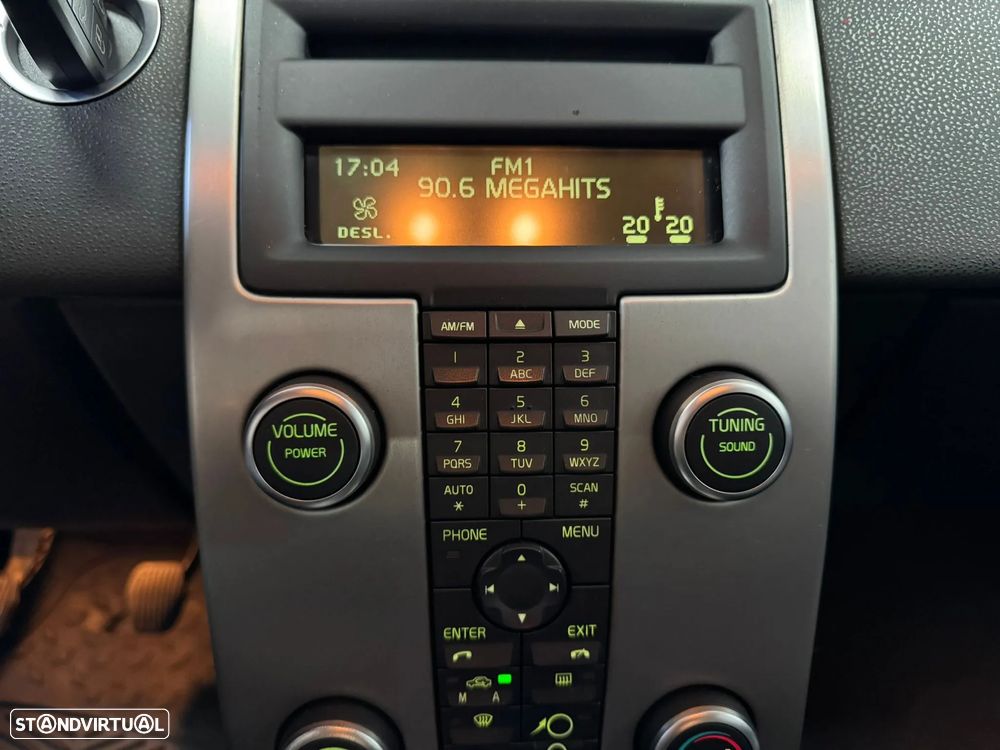 17:04 FM1
90.6 MEGAHITS
DESL. 20 20
AM/FM MODE
1 2 ABC 3 DEF
4 GHI 5 JKL 6 MNO
7 PQRS 8 TUV 9 WXYZ
AUTO * 0 + SCAN #
VOLUME
POWER
TUNING
SOUND
PHONE MENU
ENTER EXIT
M A
STANDVIRTUAL